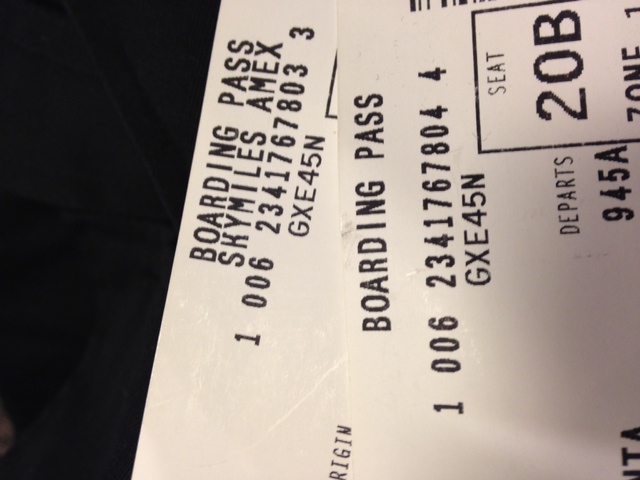 BOARDING PASS
SKYMILES AMEX
1 006 2341767803 3
GXE45N
RIGIN
BOARDING PASS
1 006 2341767804 4
GXE45N
SEAT
20B
DEPARTS
945A
ZONE 1
NTA